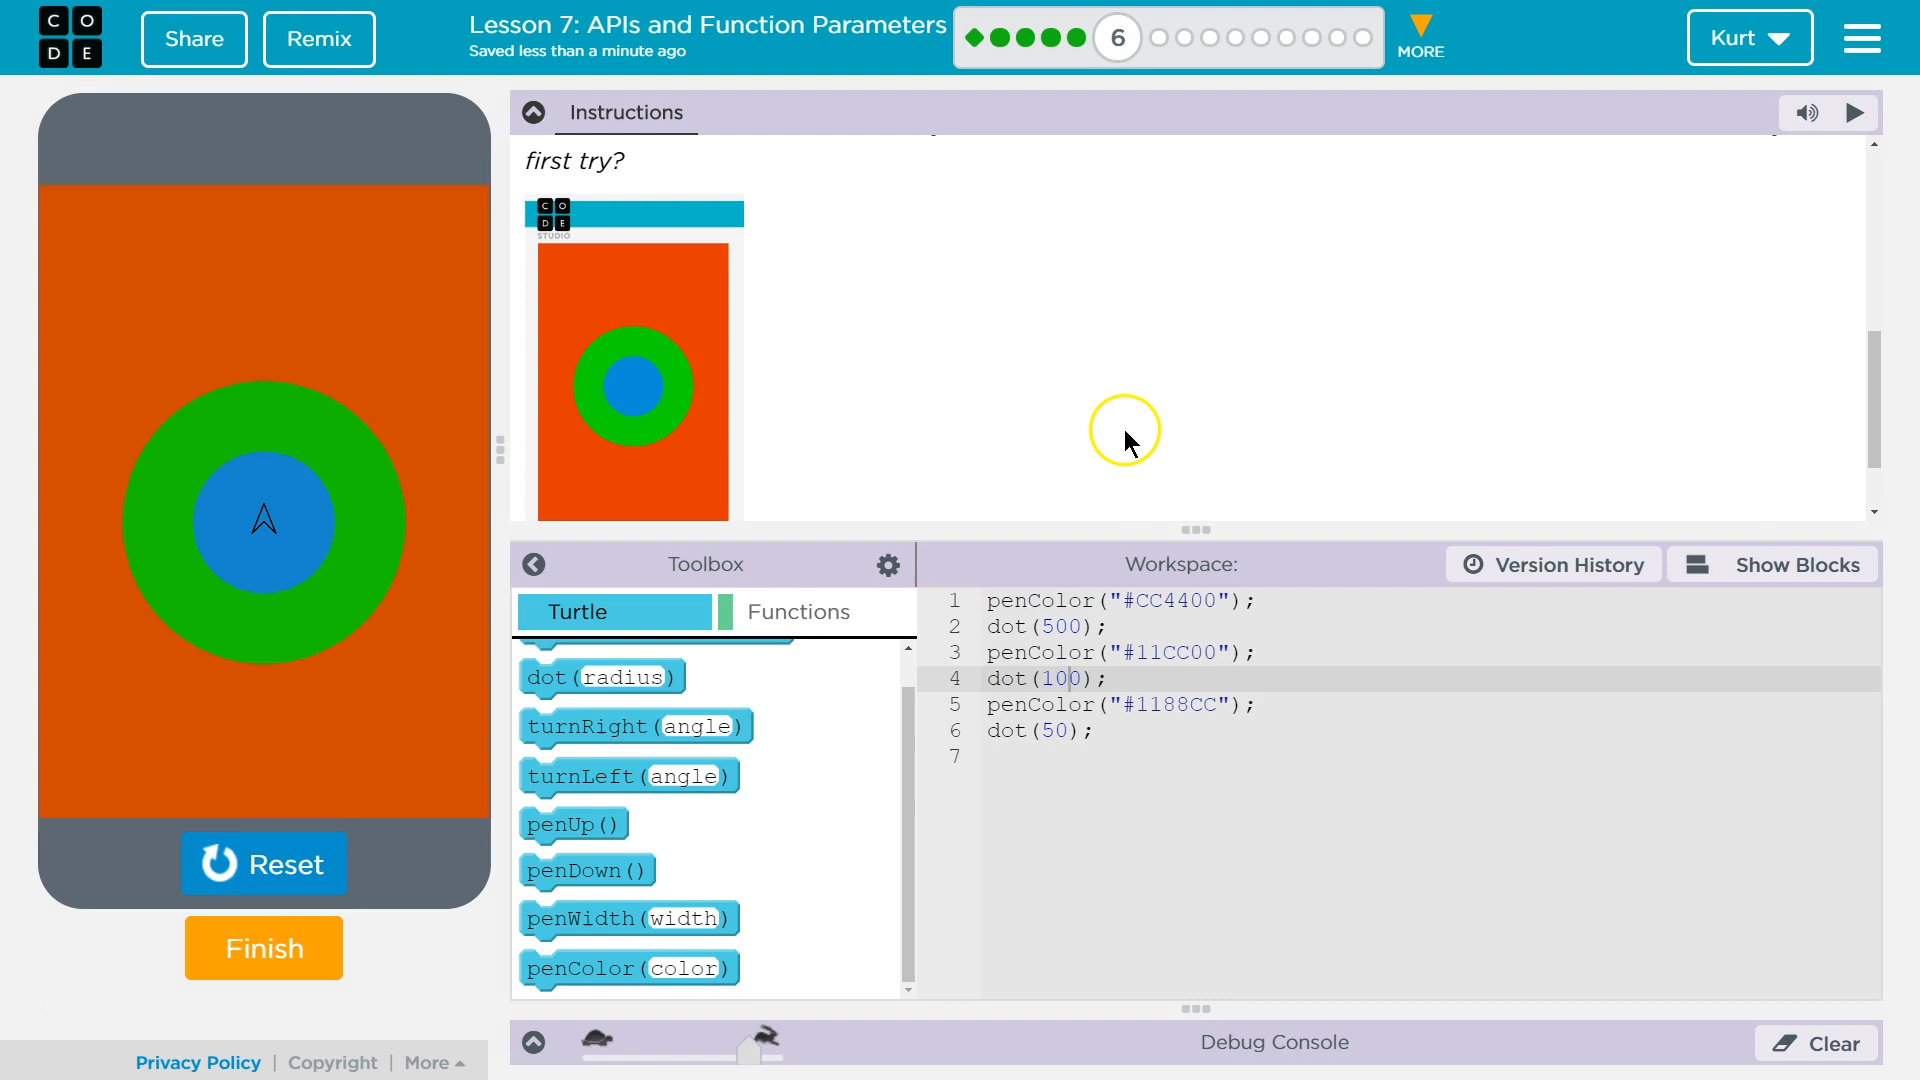 C O
D E
Share
Remix
Lesson 7: APIs and Function Parameters
Saved less than a minute ago
6
MORE
Kurt
Instructions
first try?
C O
D E
STUDIO
Toolbox
Workspace:
Version History
Show Blocks
Turtle
Functions
dot(radius)
turnRight(angle)
turnLeft(angle)
penUp()
penDown()
penWidth(width)
penColor(color)
1 penColor("#CC4400");
2 dot(500);
3 penColor("#11CC00");
4 dot(100);
5 penColor("#1188CC");
6 dot(50);
7
Reset
Finish
Debug Console
Clear
Privacy Policy | Copyright | More